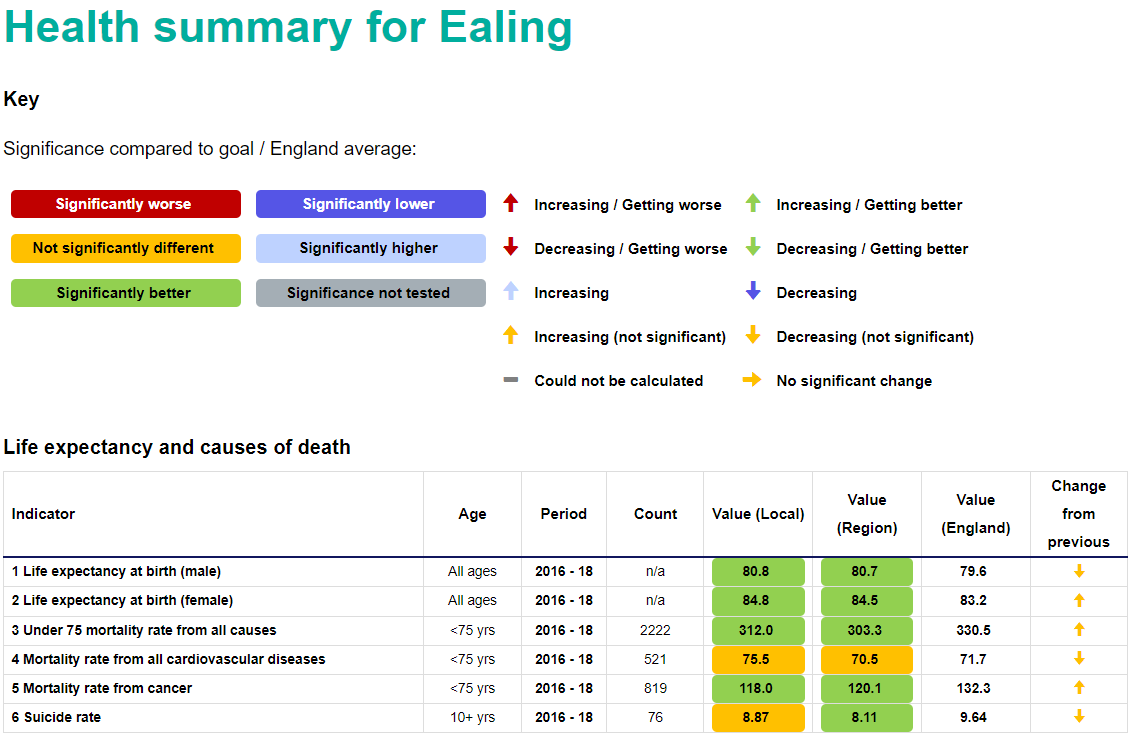 Health summary for Ealing
Key
Significance compared to goal / England average:
Significantly worse Significantly lower Increasing / Getting worse Increasing / Getting better
Not significantly different Significantly higher Decreasing / Getting worse Decreasing / Getting better
Significantly better Significance not tested Increasing Decreasing
Increasing (not significant) Decreasing (not significant)
Could not be calculated No significant change
Life expectancy and causes of death
Indicator Age Period Count Value (Local) Value (Region) Value (England) Change from previous
1 Life expectancy at birth (male) All ages 2016 - 18 n/a 80.8 80.7 79.6
2 Life expectancy at birth (female) All ages 2016 - 18 n/a 84.8 84.5 83.2
3 Under 75 mortality rate from all causes <75 yrs 2016 - 18 2222 312.0 303.3 330.5
4 Mortality rate from all cardiovascular diseases <75 yrs 2016 - 18 521 75.5 70.5 71.7
5 Mortality rate from cancer <75 yrs 2016 - 18 819 118.0 120.1 132.3
6 Suicide rate 10+ yrs 2016 - 18 76 8.87 8.11 9.64